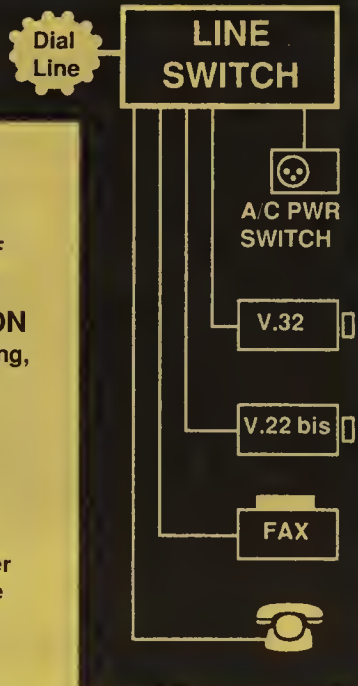 Dial
Line
LINE
SWITCH
A/C PWR
SWITCH
ON
ng,
V.32
V.22 bis
FAX